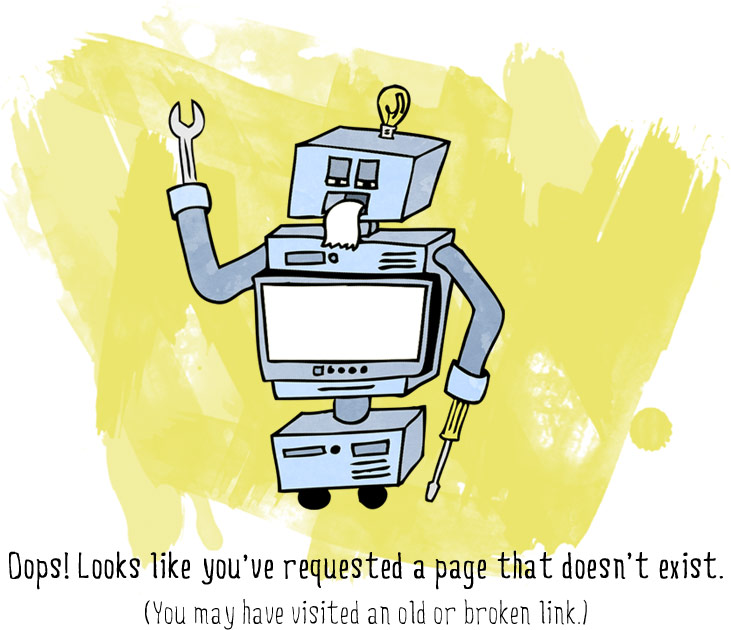 Oops! Looks like you've requested a page that doesn't exist.
(You may have visited an old or broken link.)